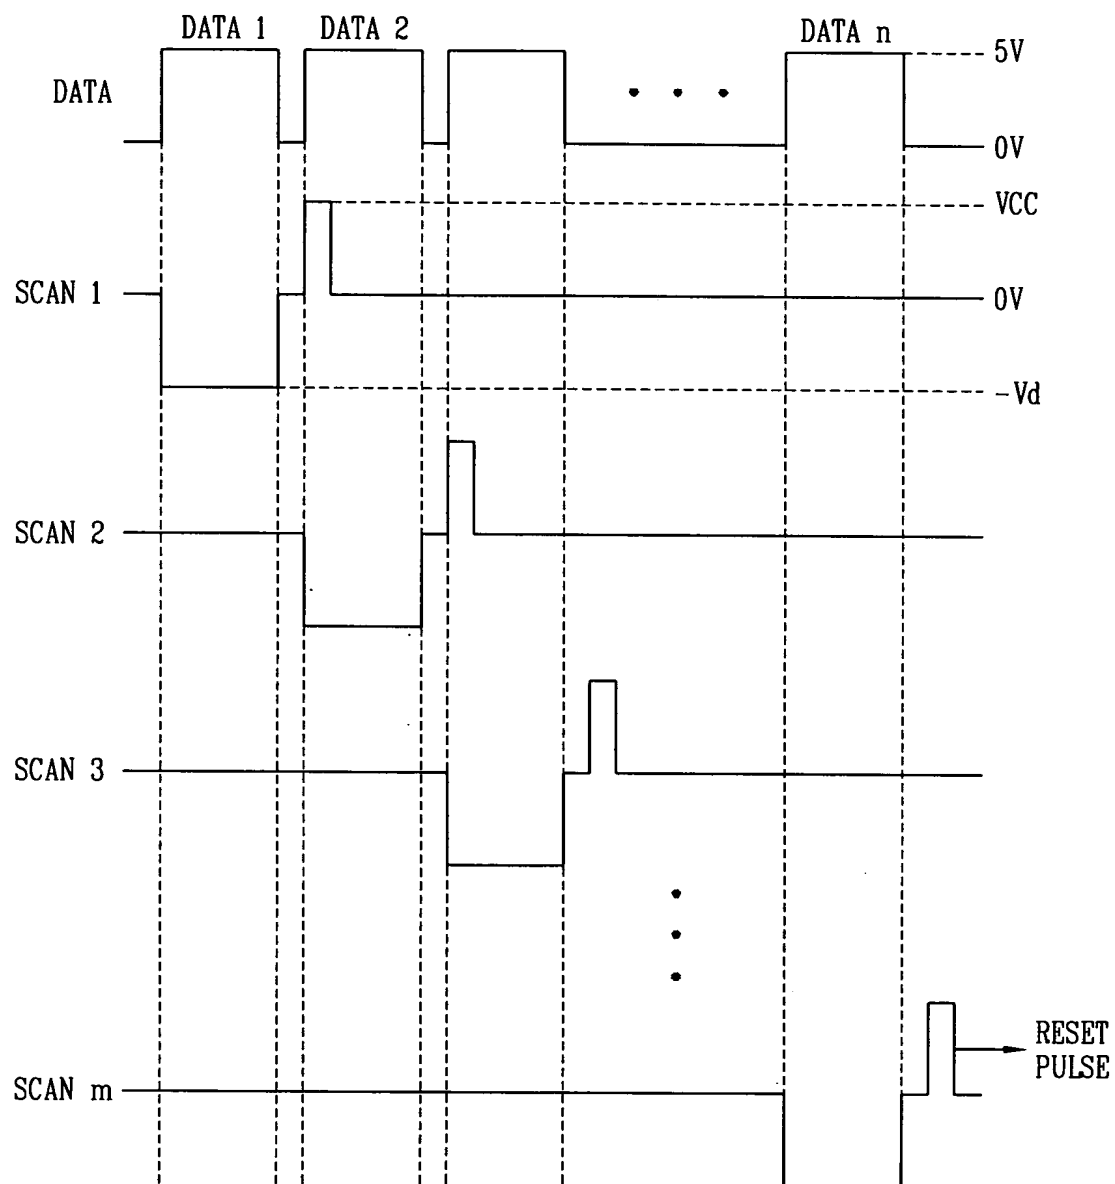 DATA 1
DATA 2
DATA n
5V
DATA
0V
VCC
SCAN 1
0V
-Vd
SCAN 2
SCAN 3
RESET
PULSE
SCAN m